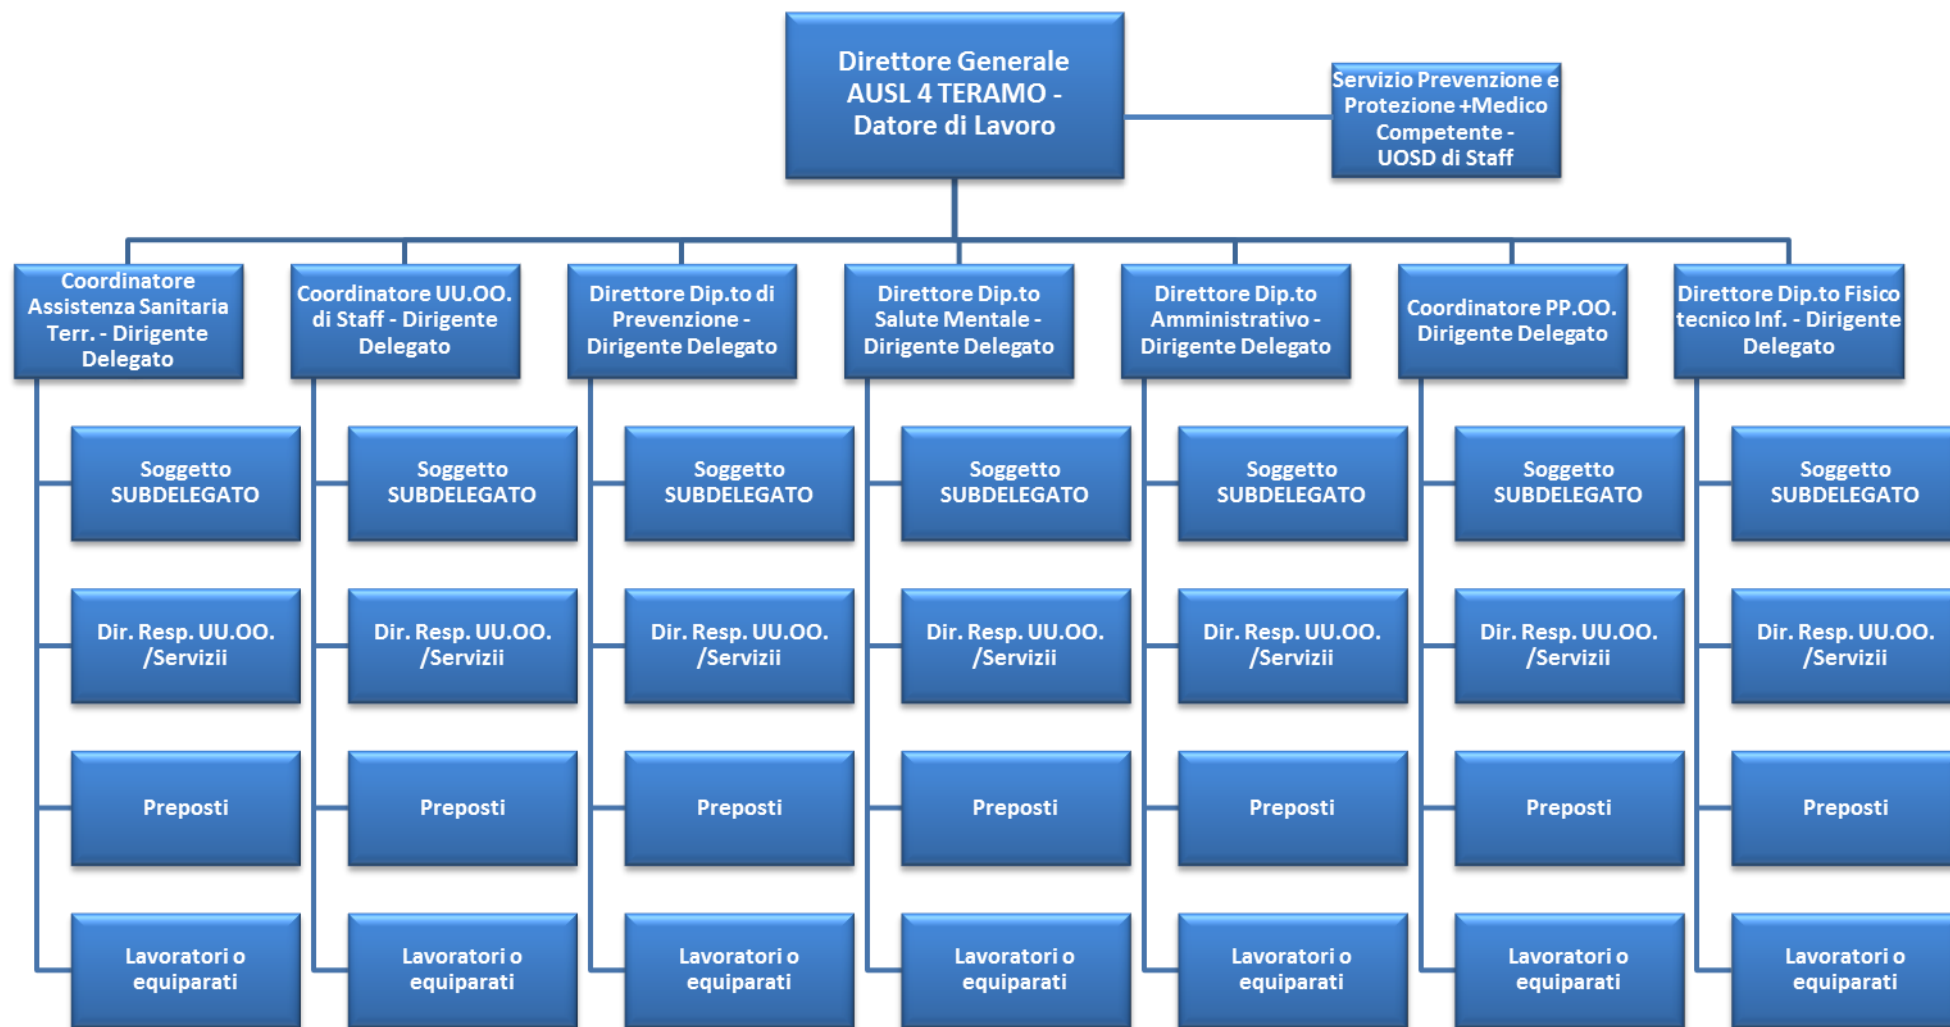 Direttore Generale
AUSL 4 TERAMO -
Datore di Lavoro
Servizio Prevenzione e
Protezione +Medico
Competente -
UOSD di Staff
Coordinatore
Assistenza Sanitaria
Terr. - Dirigente
Delegato
Coordinatore UU.OO.
di Staff - Dirigente
Delegato
Direttore Dip.to di
Prevenzione -
Dirigente Delegato
Direttore Dip.to
Salute Mentale -
Dirigente Delegato
Direttore Dip.to
Amministrativo -
Dirigente Delegato
Coordinatore PP.OO.
Dirigente Delegato
Direttore Dip.to Fisico
tecnico Inf. - Dirigente
Delegato
Soggetto
SUBDELEGATO
Soggetto
SUBDELEGATO
Soggetto
SUBDELEGATO
Soggetto
SUBDELEGATO
Soggetto
SUBDELEGATO
Soggetto
SUBDELEGATO
Soggetto
SUBDELEGATO
Dir. Resp. UU.OO.
/Servizii
Dir. Resp. UU.OO.
/Servizii
Dir. Resp. UU.OO.
/Servizii
Dir. Resp. UU.OO.
/Servizii
Dir. Resp. UU.OO.
/Servizii
Dir. Resp. UU.OO.
/Servizii
Dir. Resp. UU.OO.
/Servizii
Preposti
Preposti
Preposti
Preposti
Preposti
Preposti
Preposti
Lavoratori o
equiparati
Lavoratori o
equiparati
Lavoratori o
equiparati
Lavoratori o
equiparati
Lavoratori o
equiparati
Lavoratori o
equiparati
Lavoratori o
equiparati